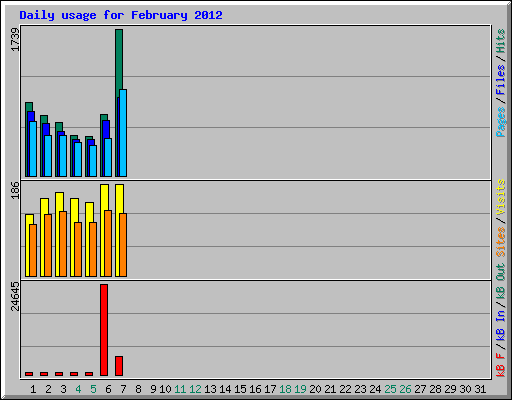 Daily usage for February 2012
1739
186
24645
Pages / Files / Hits
Sites / Visits
kB F / kB In / kB Out
1 2 3 4 5 6 7 8 9 10 11 12 13 14 15 16 17 18 19 20 21 22 23 24 25 26 27 28 29 30 31